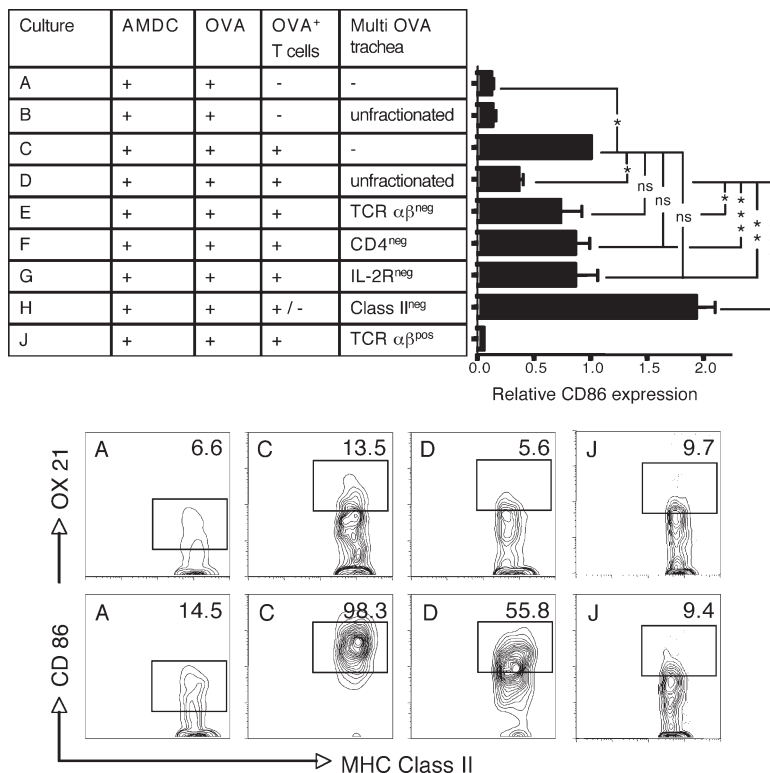 Culture AMDC OVA OVA+ T cells Multi OVA trachea
A + + - -
B + + - unfractionated
C + + + -
D + + + unfractionated
E + + + TCR αβneg
F + + + CD4neg
G + + + IL-2Rneg
H + + + / - Class IIneg
J + + + TCR αβpos
*
*
ns
ns
ns
*
***
**
0.0 0.5 1.0 1.5 2.0
Relative CD86 expression
OX 21
A 6.6
C 13.5
D 5.6
J 9.7
CD 86
A 14.5
C 98.3
D 55.8
J 9.4
MHC Class II